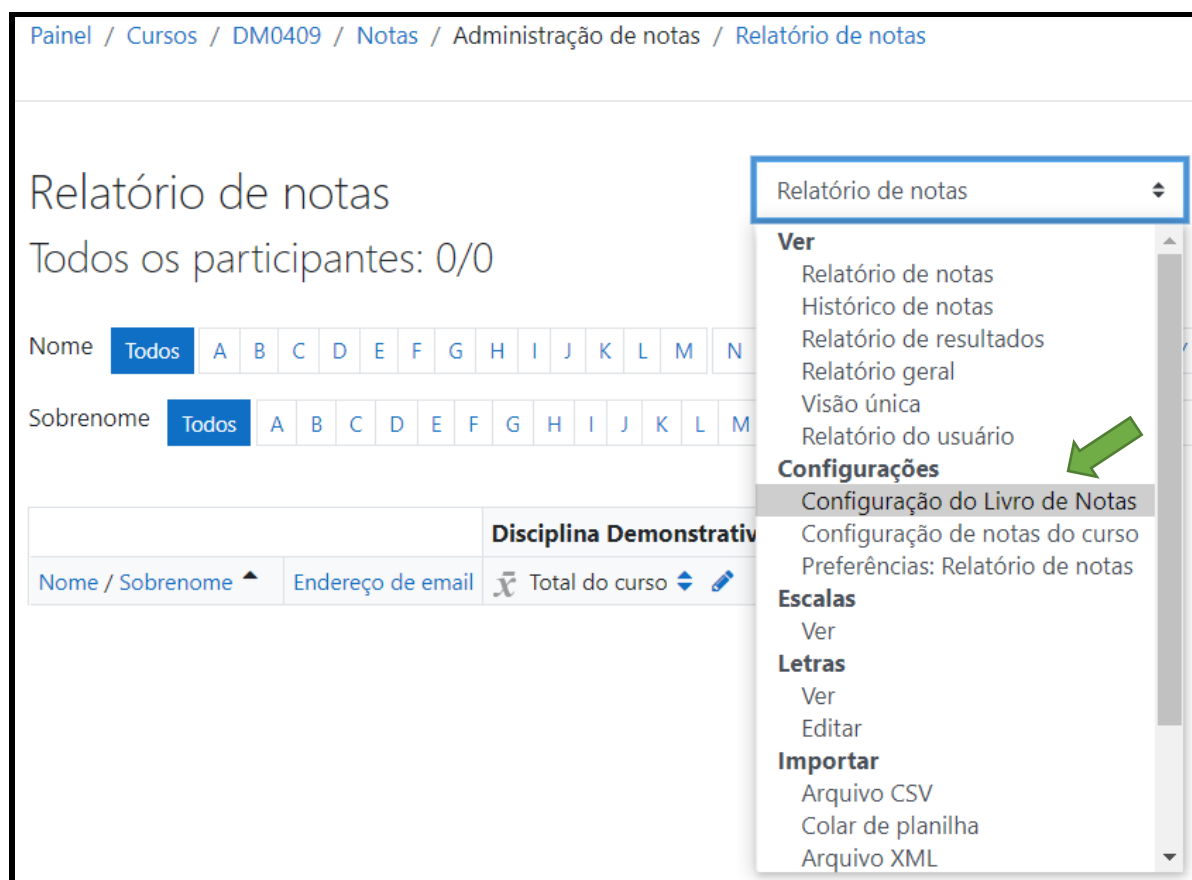 Painel / Cursos / DM0409 / Notas / Administração de notas / Relatório de notas
Relatório de notas
Todos os participantes: 0/0
Nome Todos A B C D E F G H I J K L M N
Sobrenome Todos A B C D E F G H I J K L M
Disciplina Demonstrativ
Nome / Sobrenome Endereço de email x̄ Total do curso
Relatório de notas
Ver
Relatório de notas
Histórico de notas
Relatório de resultados
Relatório geral
Visão única
Relatório do usuário
Configurações
Configuração do Livro de Notas
Configuração de notas do curso
Preferências: Relatório de notas
Escalas
Ver
Letras
Ver
Editar
Importar
Arquivo CSV
Colar de planilha
Arquivo XML